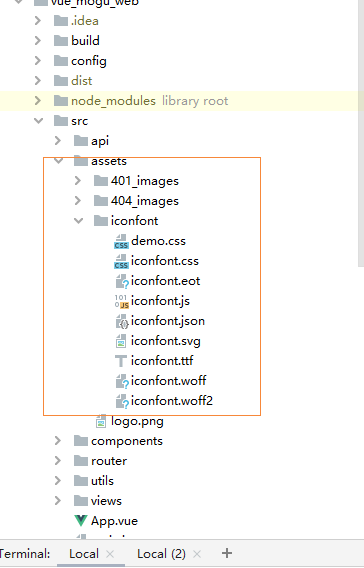 vue_mogu_web
.idea
build
config
dist
node_modules library root
src
api
assets
401_images
404_images
iconfont
demo.css
iconfont.css
iconfont.eot
iconfont.js
iconfont.json
iconfont.svg
iconfont.ttf
iconfont.woff
iconfont.woff2
logo.png
components
router
utils
views
App.vue
Terminal: Local × Local (2) × +